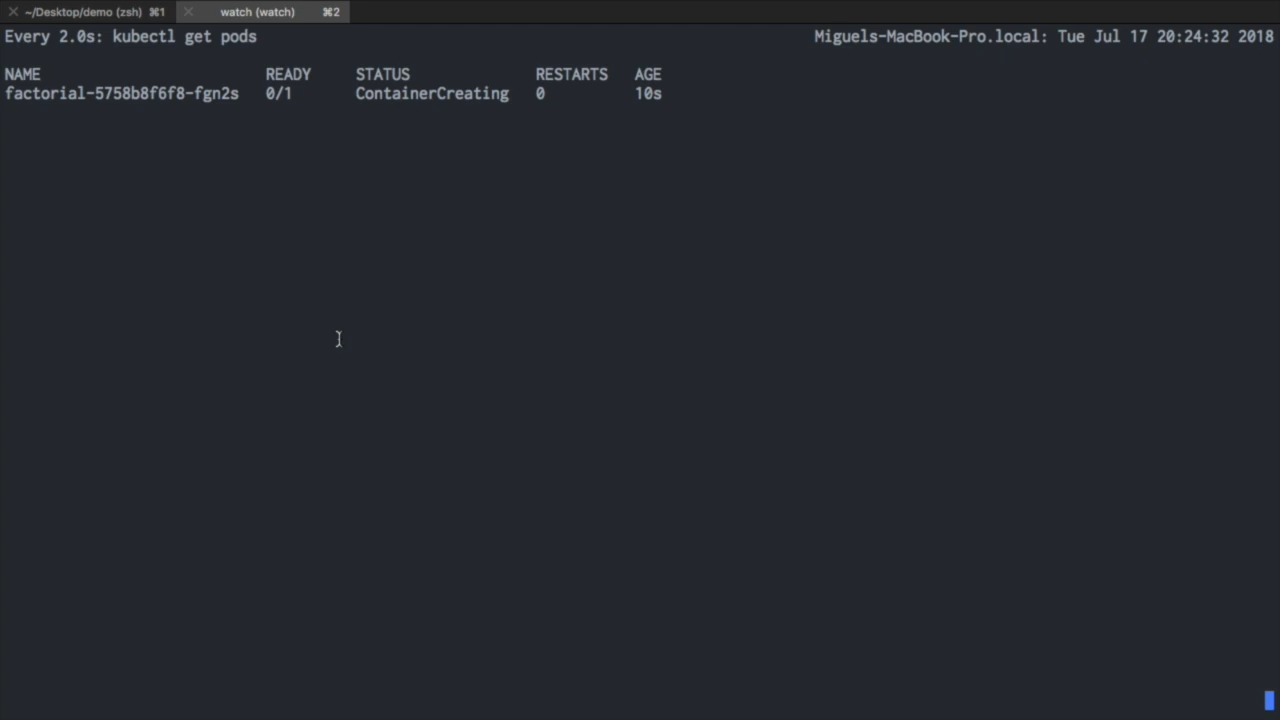 ~/Desktop/demo (zsh) ⌘1 watch (watch) ⌘2
Every 2.0s: kubectl get pods Miguels-MacBook-Pro.local: Tue Jul 17 20:24:32 2018
NAME READY STATUS RESTARTS AGE
factorial-5758b8f6f8-fgn2s 0/1 ContainerCreating 0 10s